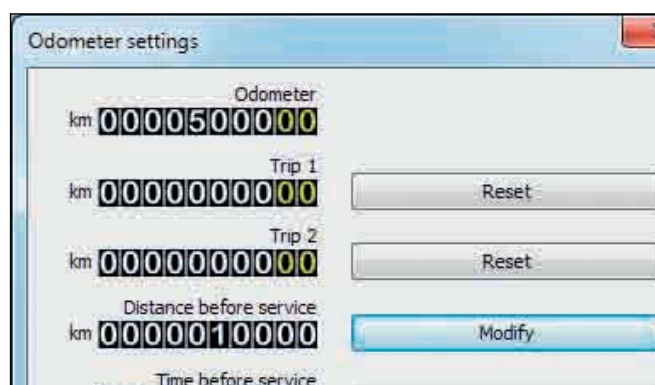 Odometer settings
Odometer
km 0000500000
Trip 1
km 0000000000 Reset
Trip 2
km 0000000000 Reset
Distance before service
km 0000010000 Modify
Time before service